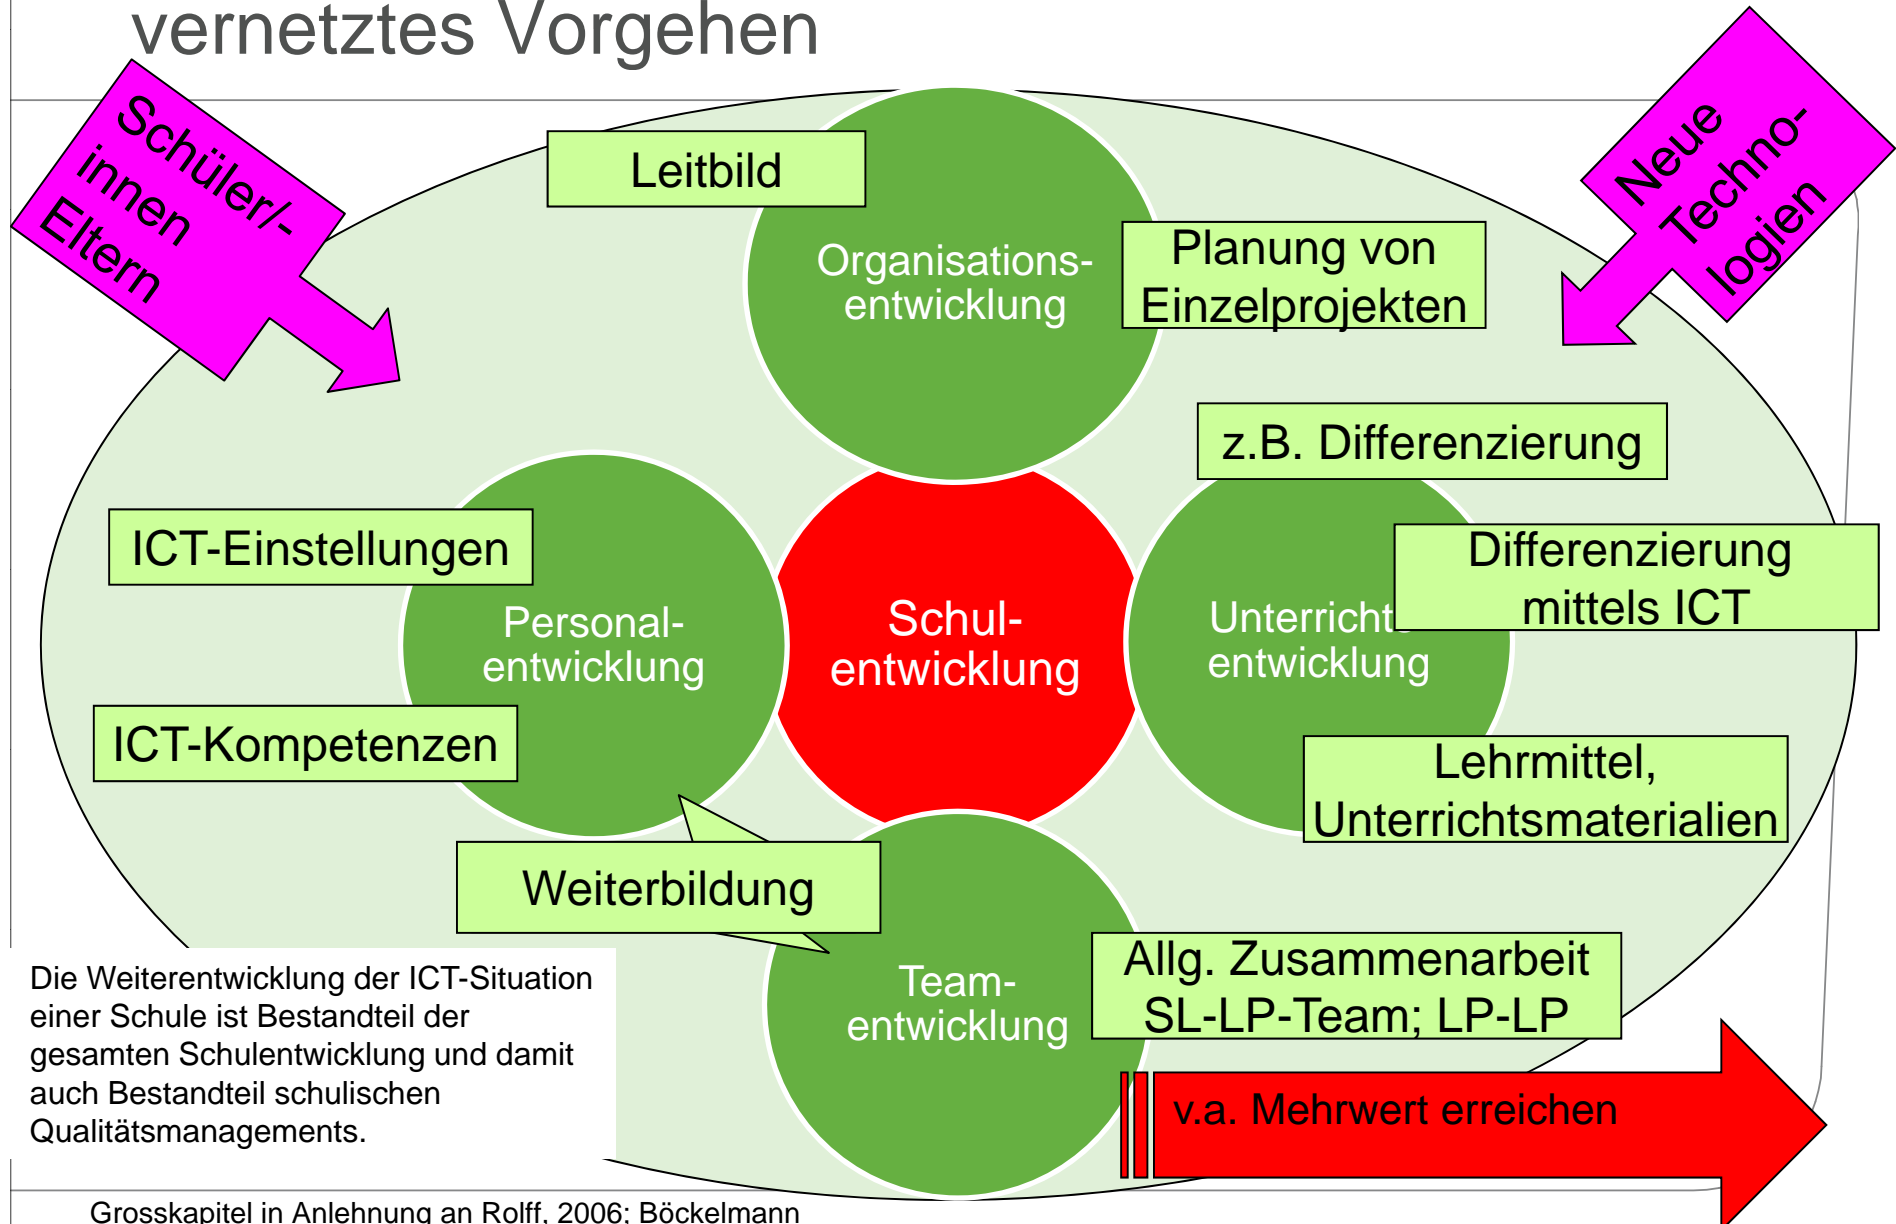 vernetztes Vorgehen
Schüler/-
innen
Eltern
Neue
Techno-
logien
Leitbild
Organisations-
entwicklung
Planung von
Einzelprojekten
z.B. Differenzierung
ICT-Einstellungen
Differenzierung
mittels ICT
Personal-
entwicklung
Schul-
entwicklung
Unterrichts-
entwicklung
ICT-Kompetenzen
Lehrmittel,
Unterrichtsmaterialien
Weiterbildung
Team-
entwicklung
Allg. Zusammenarbeit
SL-LP-Team; LP-LP
Die Weiterentwicklung der ICT-Situation
einer Schule ist Bestandteil der
gesamten Schulentwicklung und damit
auch Bestandteil schulischen
Qualitätsmanagements.
v.a. Mehrwert erreichen
Grosskapitel in Anlehnung an Rolff, 2006; Böckelmann